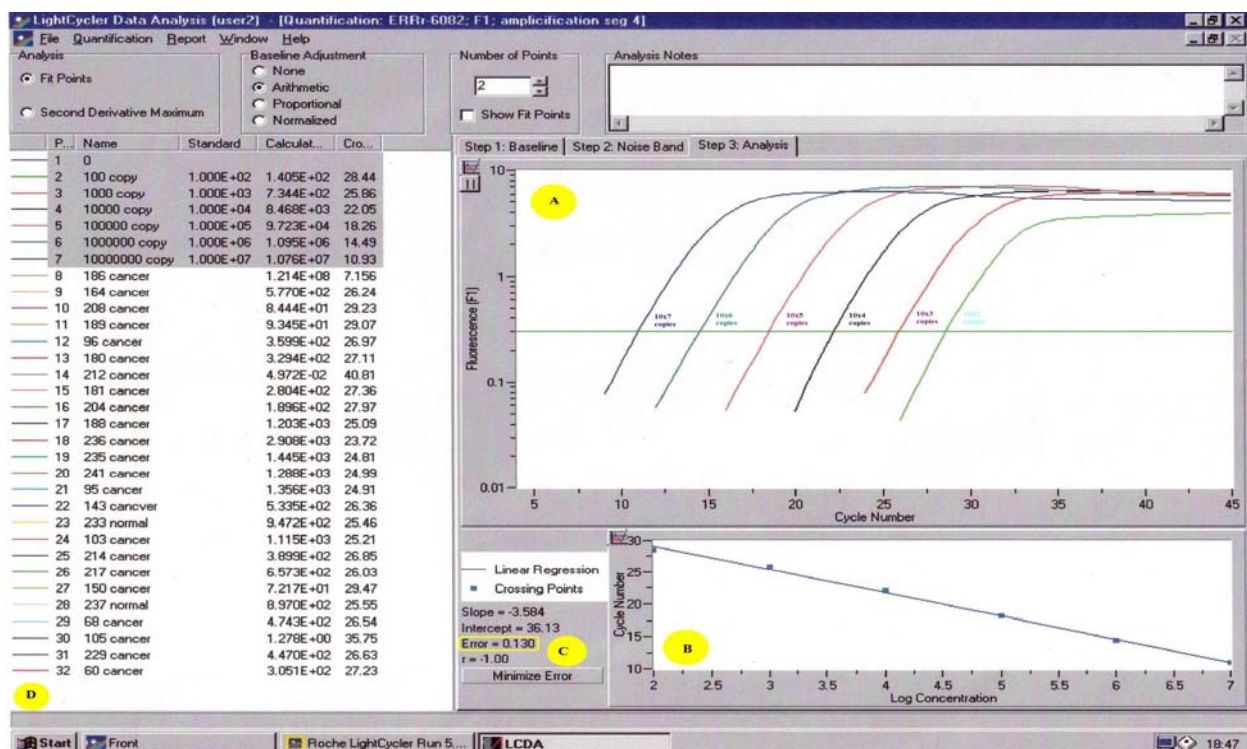 LightCycler Data Analysis (user2) - [Quantification: ERRr-6082; F1; amplicification seg 4]
File Quantification Report Window Help
Analysis
Fit Points
Second Derivative Maximum
Baseline Adjustment
None
Arithmetic
Proportional
Normalized
Number of Points
2
Show Fit Points
Analysis Notes
P... Name Standard Calculat... Cro...
1 0
2 100 copy 1.000E+02 1.405E+02 28.44
3 1000 copy 1.000E+03 7.344E+02 25.86
4 10000 copy 1.000E+04 8.468E+03 22.05
5 100000 copy 1.000E+05 9.723E+04 18.26
6 1000000 copy 1.000E+06 1.095E+06 14.49
7 10000000 copy 1.000E+07 1.076E+07 10.93
8 186 cancer 1.214E+08 7.156
9 164 cancer 5.770E+02 26.24
10 208 cancer 8.444E+01 29.23
11 189 cancer 9.345E+01 29.07
12 96 cancer 3.599E+02 26.97
13 180 cancer 3.294E+02 27.11
14 212 cancer 4.972E-02 40.81
15 181 cancer 2.804E+02 27.36
16 204 cancer 1.896E+02 27.97
17 188 cancer 1.203E+03 25.09
18 236 cancer 2.908E+03 23.72
19 235 cancer 1.445E+03 24.81
20 241 cancer 1.288E+03 24.99
21 95 cancer 1.356E+03 24.91
22 143 cancver 5.335E+02 26.36
23 233 normal 9.472E+02 25.46
24 103 cancer 1.115E+03 25.21
25 214 cancer 3.899E+02 26.85
26 217 cancer 6.573E+02 26.03
27 150 cancer 7.217E+01 29.47
28 237 normal 8.970E+02 25.55
29 68 cancer 4.743E+02 26.54
30 105 cancer 1.278E+00 35.75
31 229 cancer 4.470E+02 26.63
32 60 cancer 3.051E+02 27.23
D
Step 1: Baseline Step 2: Noise Band Step 3: Analysis
A
10
1
0.1
0.01
Fluorescence (F1)
10x7 10x6 10x5 10x4 10x3 10x2
copies copies copies copies copies copies
5 10 15 20 25 30 35 40 45
Cycle Number
Linear Regression
Crossing Points
Slope = -3.584
Intercept = 36.13
Error = 0.130
r = -1.00
Minimize Error
C
30
25
20
15
10
Cycle Number
B
2 2.5 3 3.5 4 4.5 5 5.5 6 6.5 7
Log Concentration
Start Front Roche LightCycler Run 5.... LCDA 18:47